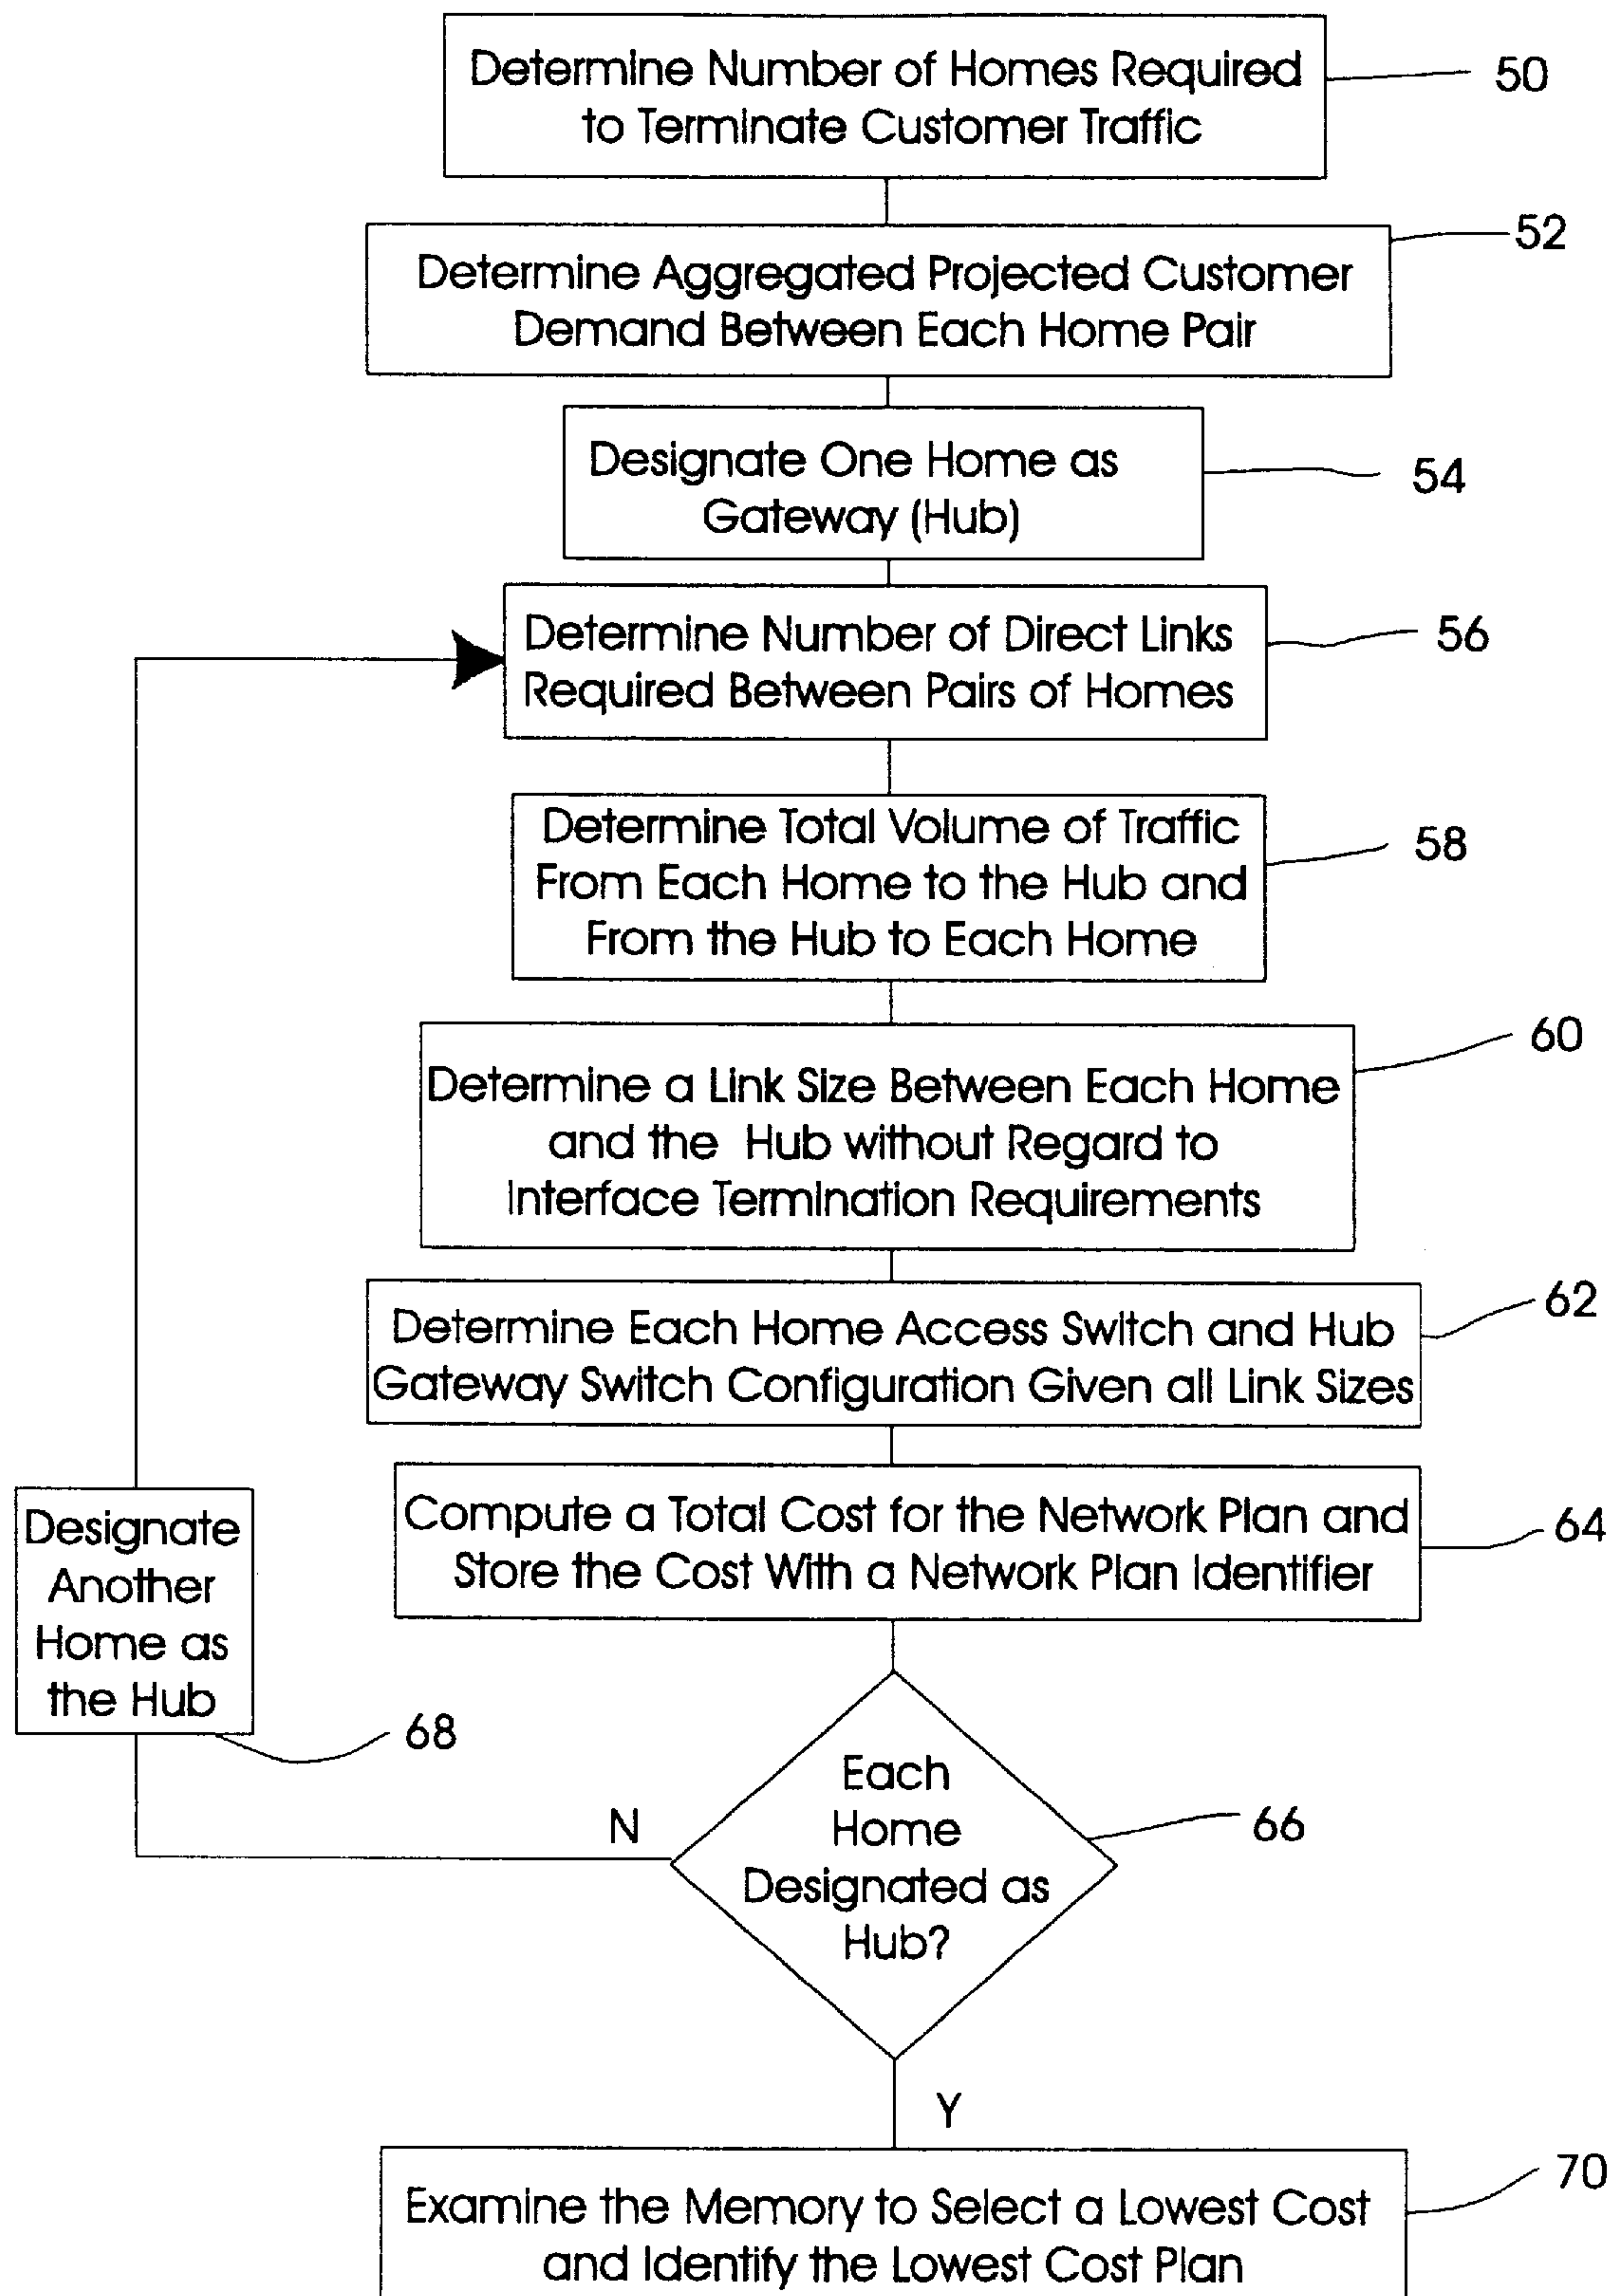 Determine Number of Homes Required
to Terminate Customer Traffic
50
Determine Aggregated Projected Customer
Demand Between Each Home Pair
52
Designate One Home as
Gateway (Hub)
54
Determine Number of Direct Links
Required Between Pairs of Homes
56
Determine Total Volume of Traffic
From Each Home to the Hub and
From the Hub to Each Home
58
Determine a Link Size Between Each Home
and the Hub without Regard to
Interface Termination Requirements
60
Determine Each Home Access Switch and Hub
Gateway Switch Configuration Given all Link Sizes
62
Compute a Total Cost for the Network Plan and
Store the Cost With a Network Plan Identifier
64
Designate
Another
Home as
the Hub
68
Each
Home
Designated as
Hub?
66
N
Y
Examine the Memory to Select a Lowest Cost
and Identify the Lowest Cost Plan
70